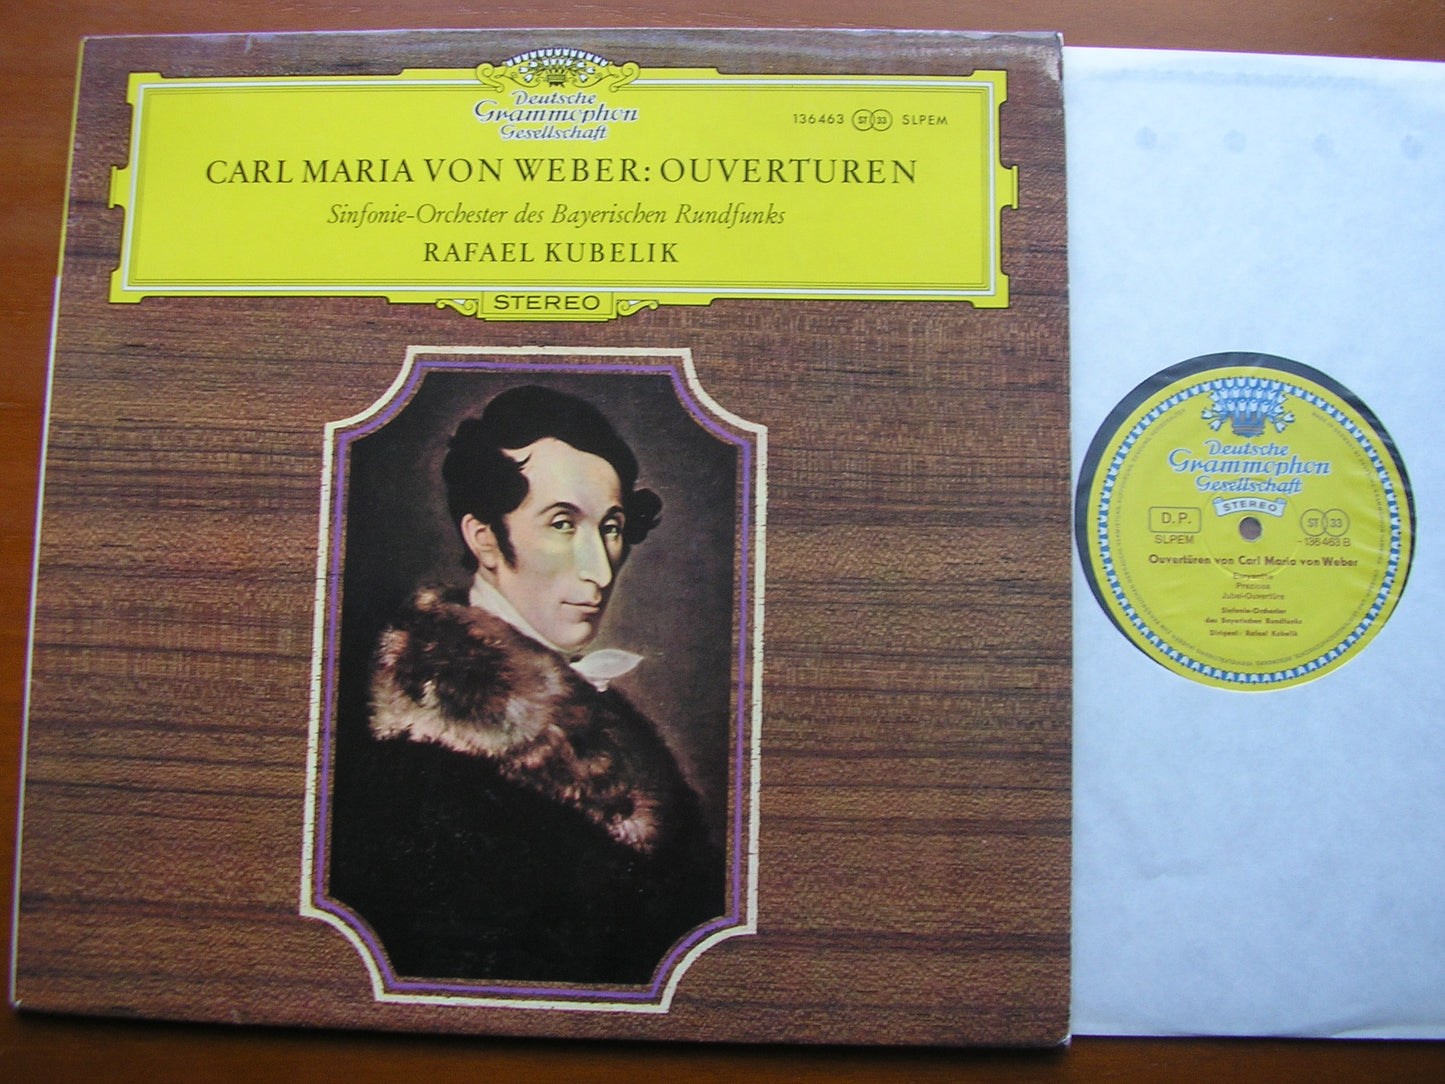 Deutsche
Grammophon
Gesellschaft
136463 ST 33 SLPEM
CARL MARIA VON WEBER: OUVERTUREN
Sinfonie-Orchester des Bayerischen Rundfunks
RAFAEL KUBELIK
STEREO
Deutsche
Grammophon
Gesellschaft
STEREO
D.P.
SLPEM
ST 33
136 463 B
Ouvertüren von Carl Maria von Weber
Euryanthe
Preziosa
Jubel-Ouvertüre
Sinfonie-Orchester
des Bayerischen Rundfunks
Dirigent: Rafael Kubelik